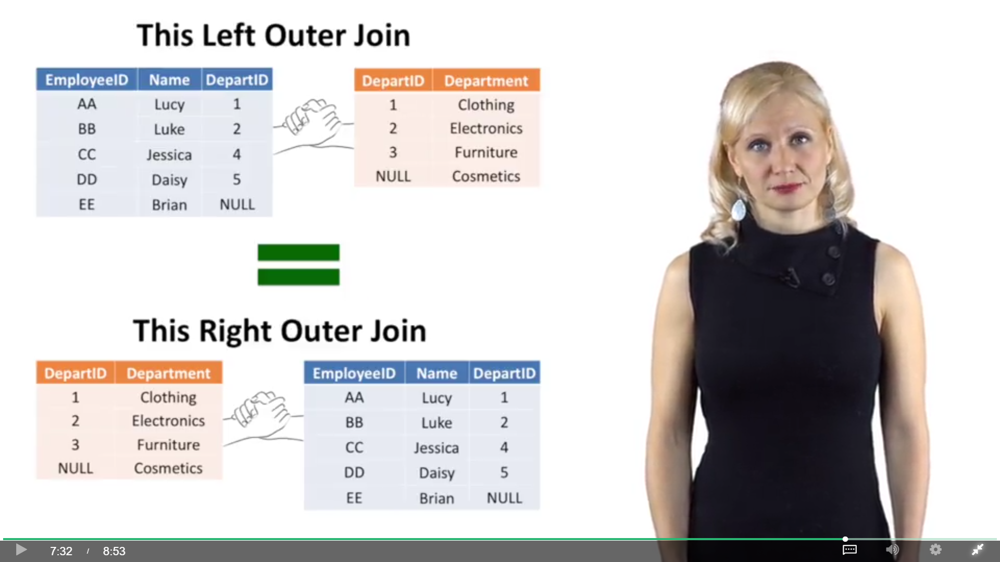 This Left Outer Join
EmployeeID Name DepartID
AA Lucy 1
BB Luke 2
CC Jessica 4
DD Daisy 5
EE Brian NULL
DepartID Department
1 Clothing
2 Electronics
3 Furniture
NULL Cosmetics
This Right Outer Join
DepartID Department
1 Clothing
2 Electronics
3 Furniture
NULL Cosmetics
EmployeeID Name DepartID
AA Lucy 1
BB Luke 2
CC Jessica 4
DD Daisy 5
EE Brian NULL
7:32 / 8:53